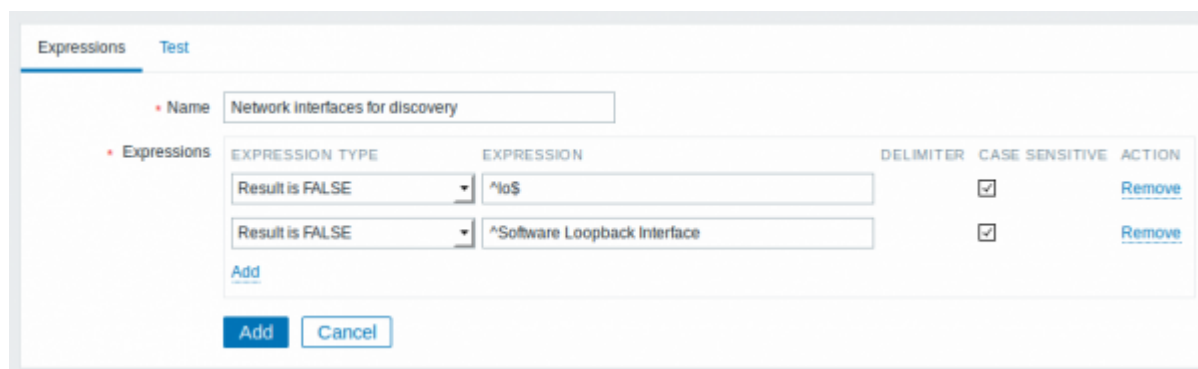 Expressions Test
* Name Network interfaces for discovery
* Expressions EXPRESSION TYPE EXPRESSION DELIMITER CASE SENSITIVE ACTION
Result is FALSE ^lo$ Remove
Result is FALSE ^Software Loopback Interface Remove
Add
Add Cancel